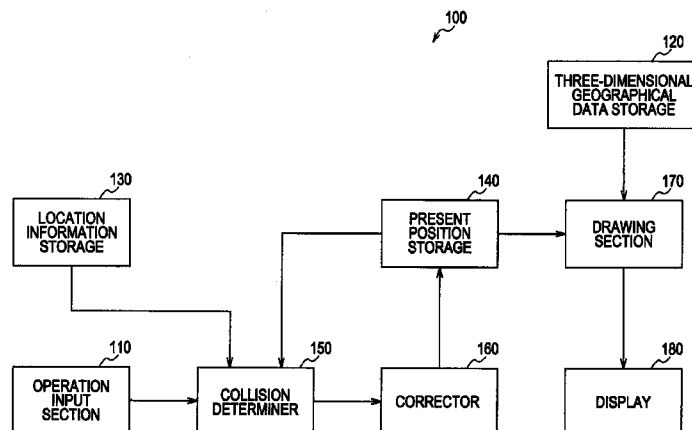 100
120
THREE-DIMENSIONAL
GEOGRAPHICAL
DATA STORAGE
130
LOCATION
INFORMATION
STORAGE
140
PRESENT
POSITION
STORAGE
170
DRAWING
SECTION
110
OPERATION
INPUT
SECTION
150
COLLISION
DETERMINER
160
CORRECTOR
180
DISPLAY